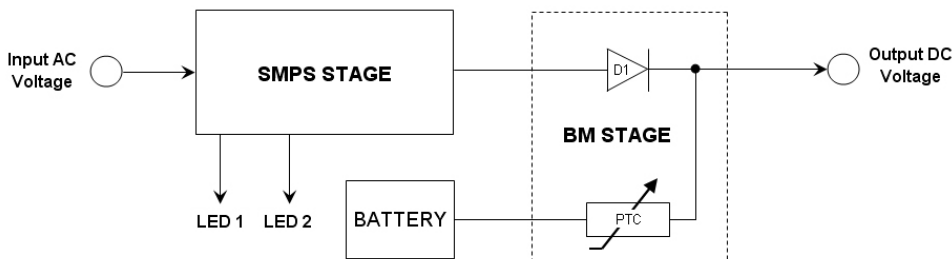 Input AC
Voltage
SMPS STAGE
D1
Output DC
Voltage
BM STAGE
LED 1
LED 2
BATTERY
PTC